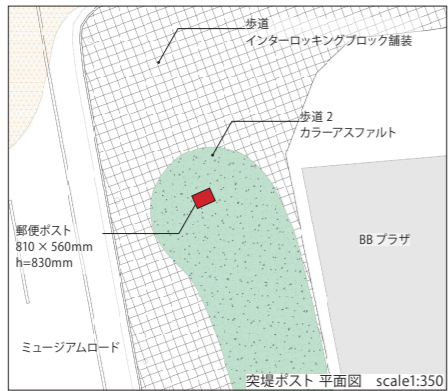 歩道
インターロッキングブロック舗装
歩道 2
カラーアスファルト
郵便ポスト
810 × 560mm
h=830mm
BB プラザ
ミュージアムロード
突堤ポスト 平面図 scale1:350